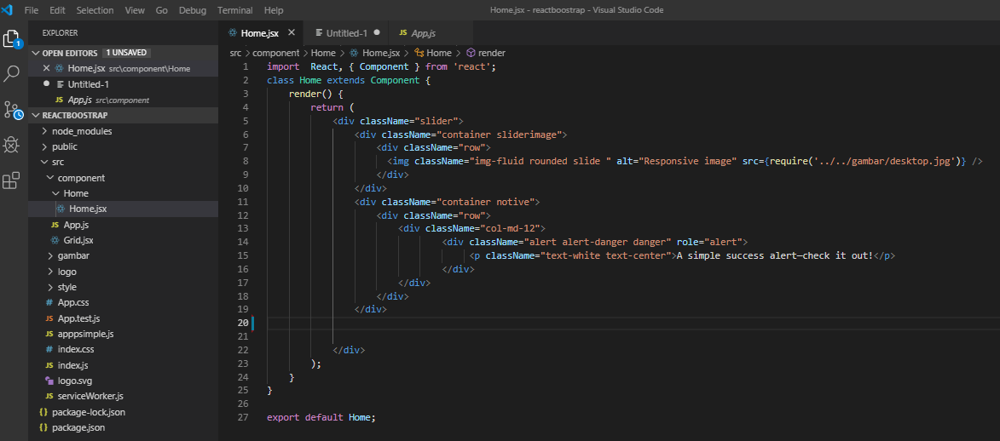 File Edit Selection View Go Debug Terminal Help
Home.jsx - reactboostrap - Visual Studio Code
EXPLORER
OPEN EDITORS 1 UNSAVED
Home.jsx src\component\Home
Untitled-1
JS App.js src\component
REACTBOOSTRAP
node_modules
public
src
component
Home
Home.jsx
JS App.js
Grid.jsx
gambar
logo
style
# App.css
JS App.test.js
JS apppsimple.js
# index.css
JS index.js
logo.svg
JS serviceWorker.js
{} package-lock.json
{} package.json
1
Home.jsx Untitled-1 JS App.js
src > component > Home > Home.jsx > Home > render
1 import  React, { Component } from 'react';
2 class Home extends Component {
3     render() {
4         return (
5             <div className="slider">
6                 <div className="container sliderimage">
7                     <div className="row">
8                       <img className="img-fluid rounded slide " alt="Responsive image" src={require('../../gambar/desktop.jpg')} />
9                     </div>
10                 </div>
11                 <div className="container notive">
12                     <div className="row">
13                         <div className="col-md-12">
14                                 <div className="alert alert-danger danger" role="alert">
15                                      <p className="text-white text-center">A simple success alert—check it out!</p>
16                                 </div>
17                         </div>
18                     </div>
19                 </div>
20
21
22             </div>
23         );
24     }
25 }
26
27 export default Home;